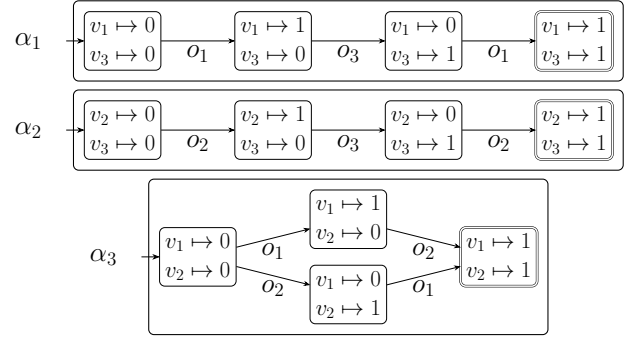 α₁ v₁ ↦ 0 v₁ ↦ 1 v₁ ↦ 0 v₁ ↦ 1
v₃ ↦ 0 o₁ v₃ ↦ 0 o₃ v₃ ↦ 1 o₁ v₃ ↦ 1
α₂ v₂ ↦ 0 v₂ ↦ 1 v₂ ↦ 0 v₂ ↦ 1
v₃ ↦ 0 o₂ v₃ ↦ 0 o₃ v₃ ↦ 1 o₂ v₃ ↦ 1
v₁ ↦ 1
v₂ ↦ 0
α₃ v₁ ↦ 0 o₁ o₂ v₁ ↦ 1
v₂ ↦ 0 o₂ v₁ ↦ 0 o₁ v₂ ↦ 1
v₂ ↦ 1